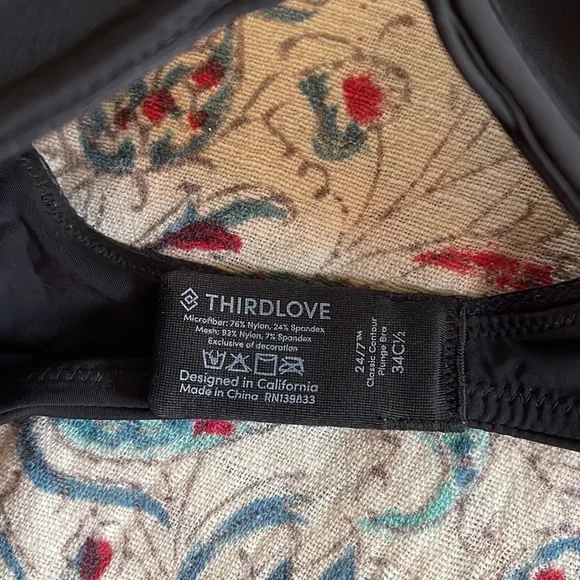 THIRDLOVE
Microfiber: 76% Nylon, 24% Spandex
Mesh: 93% Nylon, 7% Spandex
Exclusive of decoration
Designed in California
Made in China RN139833
24/7™
Classic Contour
Plunge Bra
34C½